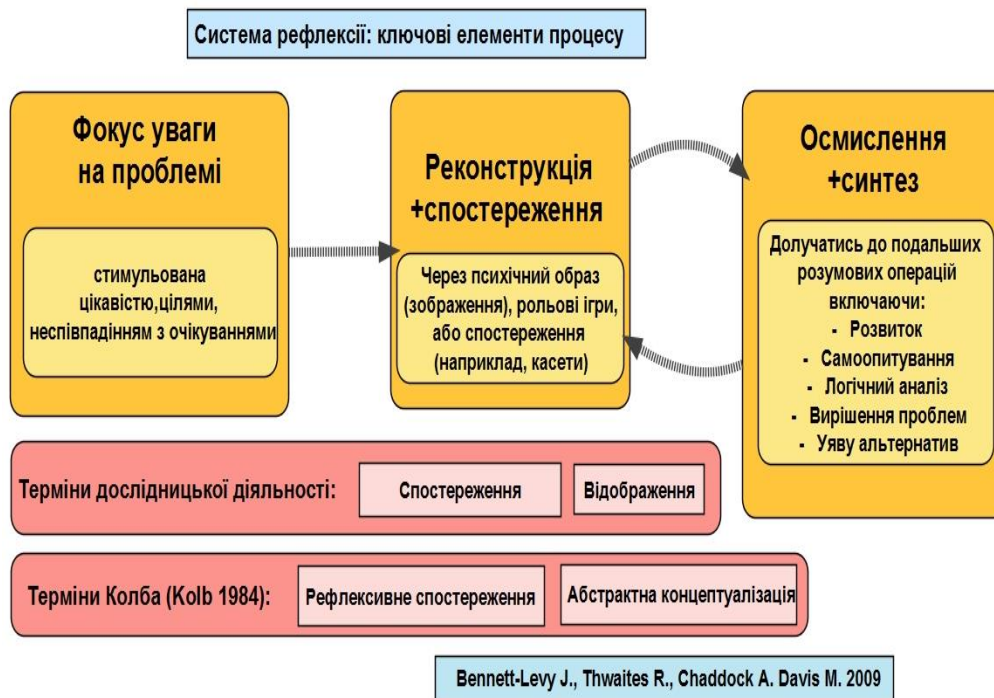 Система рефлексії: ключові елементи процесу
Фокус уваги
на проблемі
стимульована
цікавістю,цілями,
неспівпадінням з очікуваннями
Реконструкція
+спостереження
Через психічний образ
(зображення), рольові ігри,
або спостереження
(наприклад, касети)
Осмислення
+синтез
Долучатись до подальших
розумових операцій
включаючи:
- Розвиток
- Самоопитування
- Логічний аналіз
- Вирішення проблем
- Уяву альтернатив
Терміни дослідницької діяльності: Спостереження Відображення
Терміни Колба (Kolb 1984): Рефлексивне спостереження Абстрактна концептуалізація
Bennett-Levy J., Thwaites R., Chaddock A. Davis M. 2009